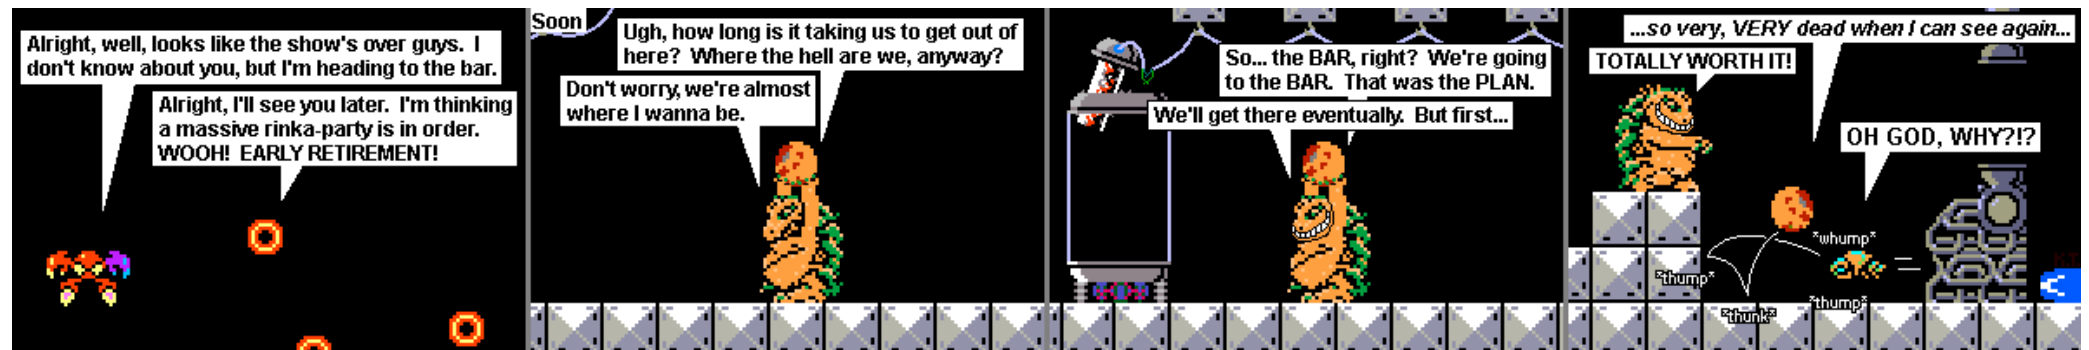 Alright, well, looks like the show's over guys. I
don't know about you, but I'm heading to the bar.
Alright, I'll see you later. I'm thinking
a massive rinka-party is in order.
WOOH! EARLY RETIREMENT!
Soon
Ugh, how long is it taking us to get out of
here? Where the hell are we, anyway?
Don't worry, we're almost
where I wanna be.
So... the BAR, right? We're going
to the BAR. That was the PLAN.
We'll get there eventually. But first...
...so very, VERY dead when I can see again...
TOTALLY WORTH IT!
OH GOD, WHY?!?
*whump*
*thump*
*thump*
*thunk*